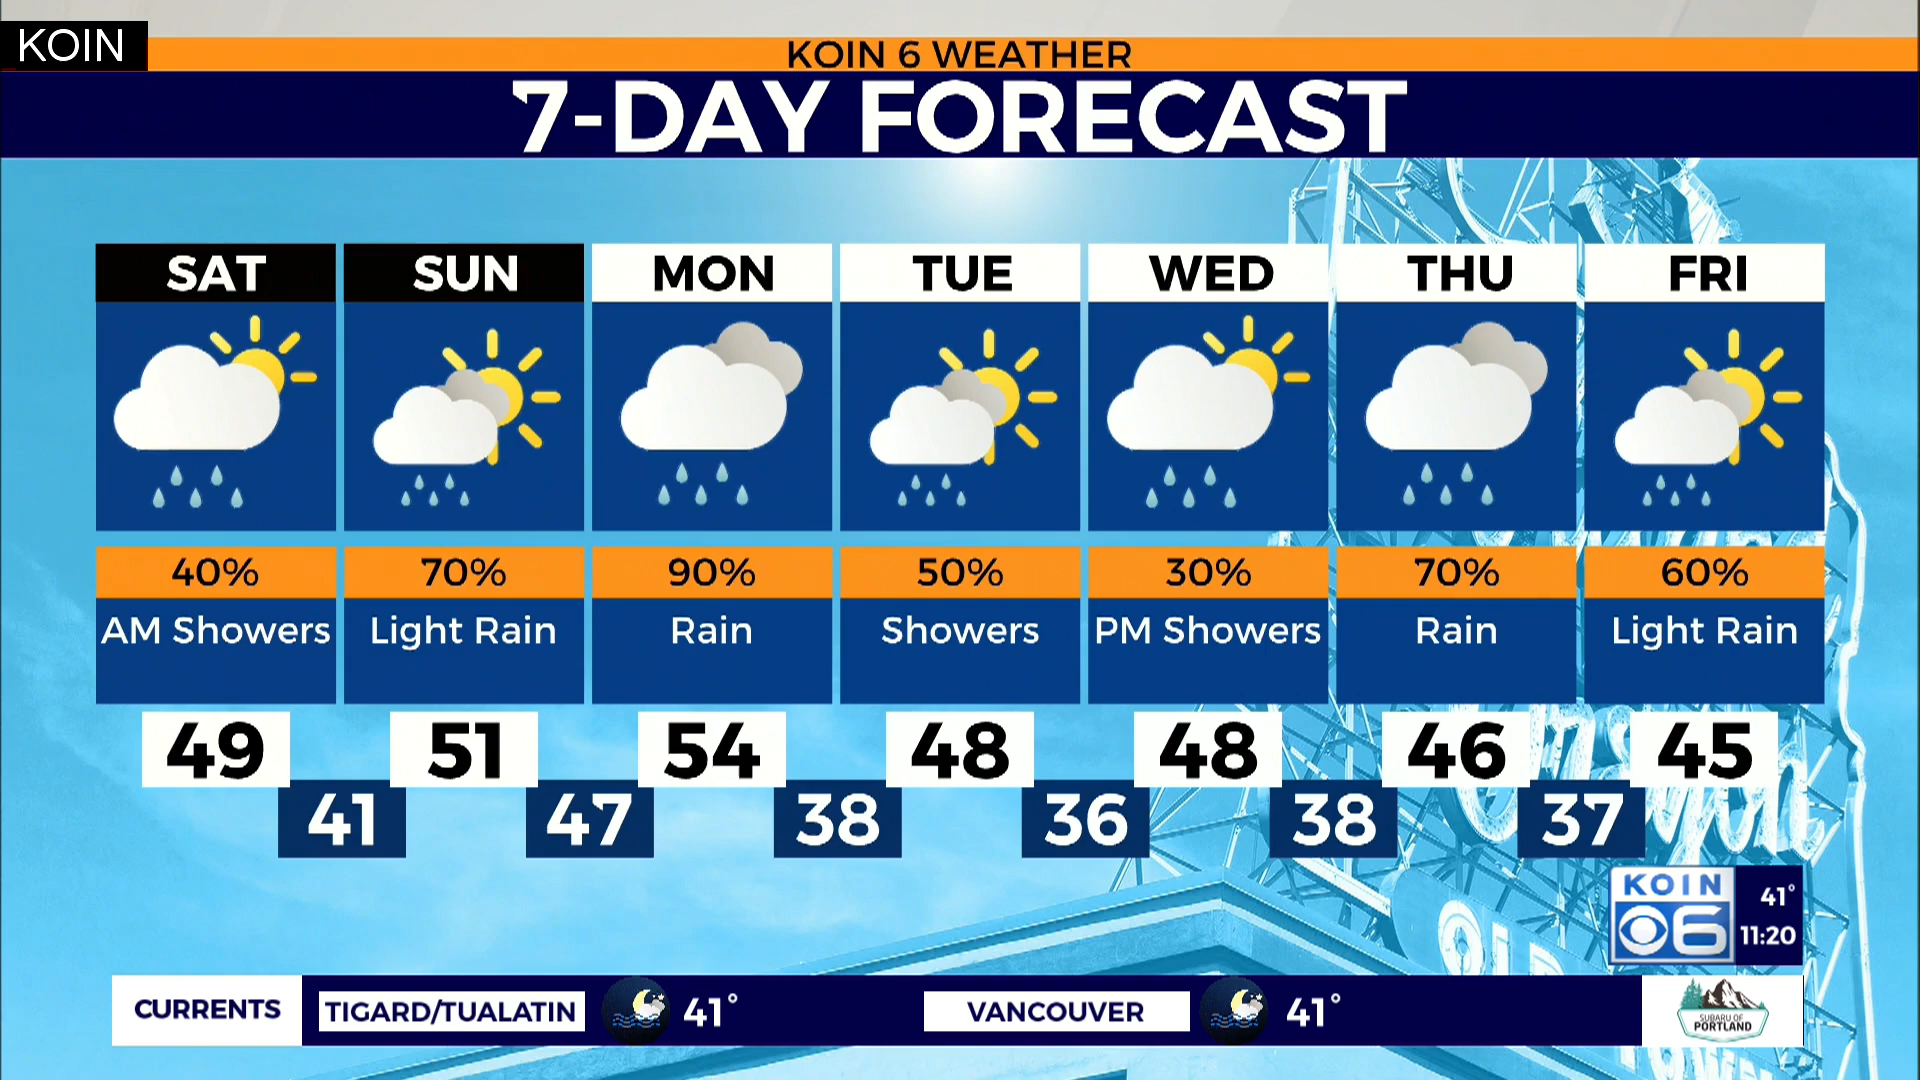 KOIN
KOIN 6 WEATHER
7-DAY FORECAST
SAT SUN MON TUE WED THU FRI
40% 70% 90% 50% 30% 70% 60%
AM Showers Light Rain Rain Showers PM Showers Rain Light Rain
49 51 54 48 48 46 45
41 47 38 36 38 37
KOIN 41°
6 11:20
CURRENTS TIGARD/TUALATIN 41° VANCOUVER 41°
SUBARU OF
PORTLAND